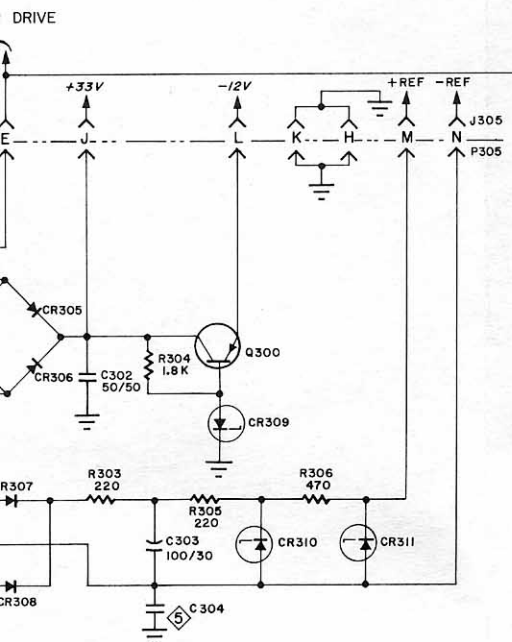 DRIVE
+33V
-12V
+REF -REF
J305
E J L K H M N
P305
CR305
CR306
C302
50/50
R304
1.8K
Q300
CR309
R307
R303
220
R305
220
R306
470
C303
100/30
CR310
CR311
CR308
5 C304